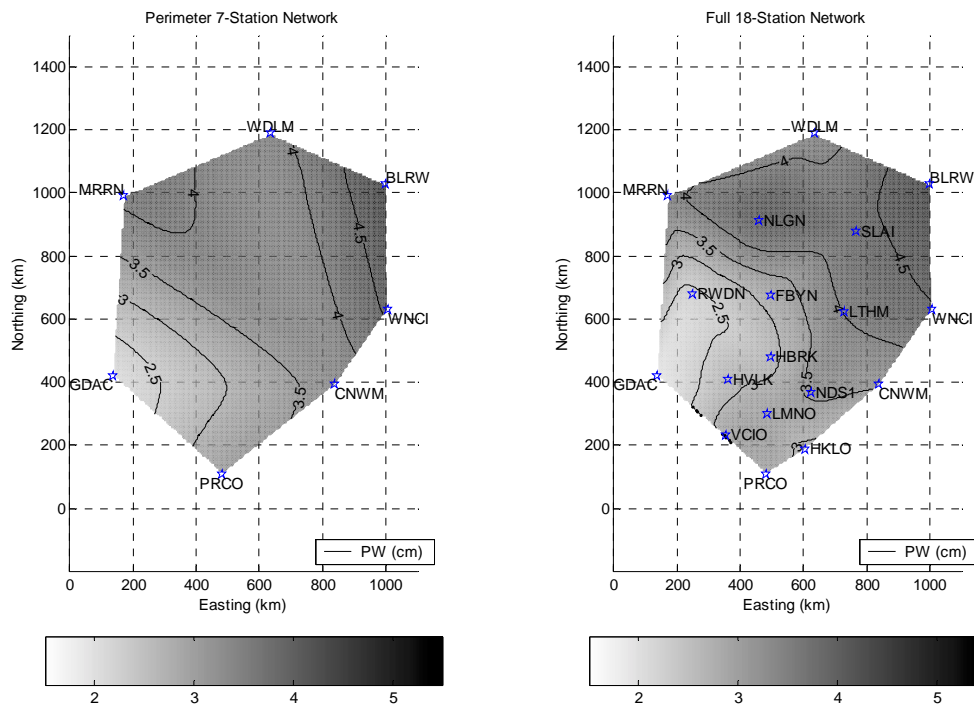 Perimeter 7-Station Network
1400
1200
1000
800
600
400
200
0
0
200
400
600
800
1000
Northing (km)
Easting (km)
WDLM
BLRW
MRRN
WNCI
GDAC
CNWM
PRCO
4
4
4
4.5
3.5
3
2.5
3.5
PW (cm)
2
3
4
5
Full 18-Station Network
1400
1200
1000
800
600
400
200
0
0
200
400
600
800
1000
Northing (km)
Easting (km)
WDLM
BLRW
MRRN
NLGN
SLAI
RWDN
FBYN
LTHM
WNCI
HBRK
GDAC
HVLK
NDS1
CNWM
LMNO
VCIO
HKLO
PRCO
4
4
3.5
4.5
3
2.5
4
3
3.5
3
PW (cm)
2
3
4
5